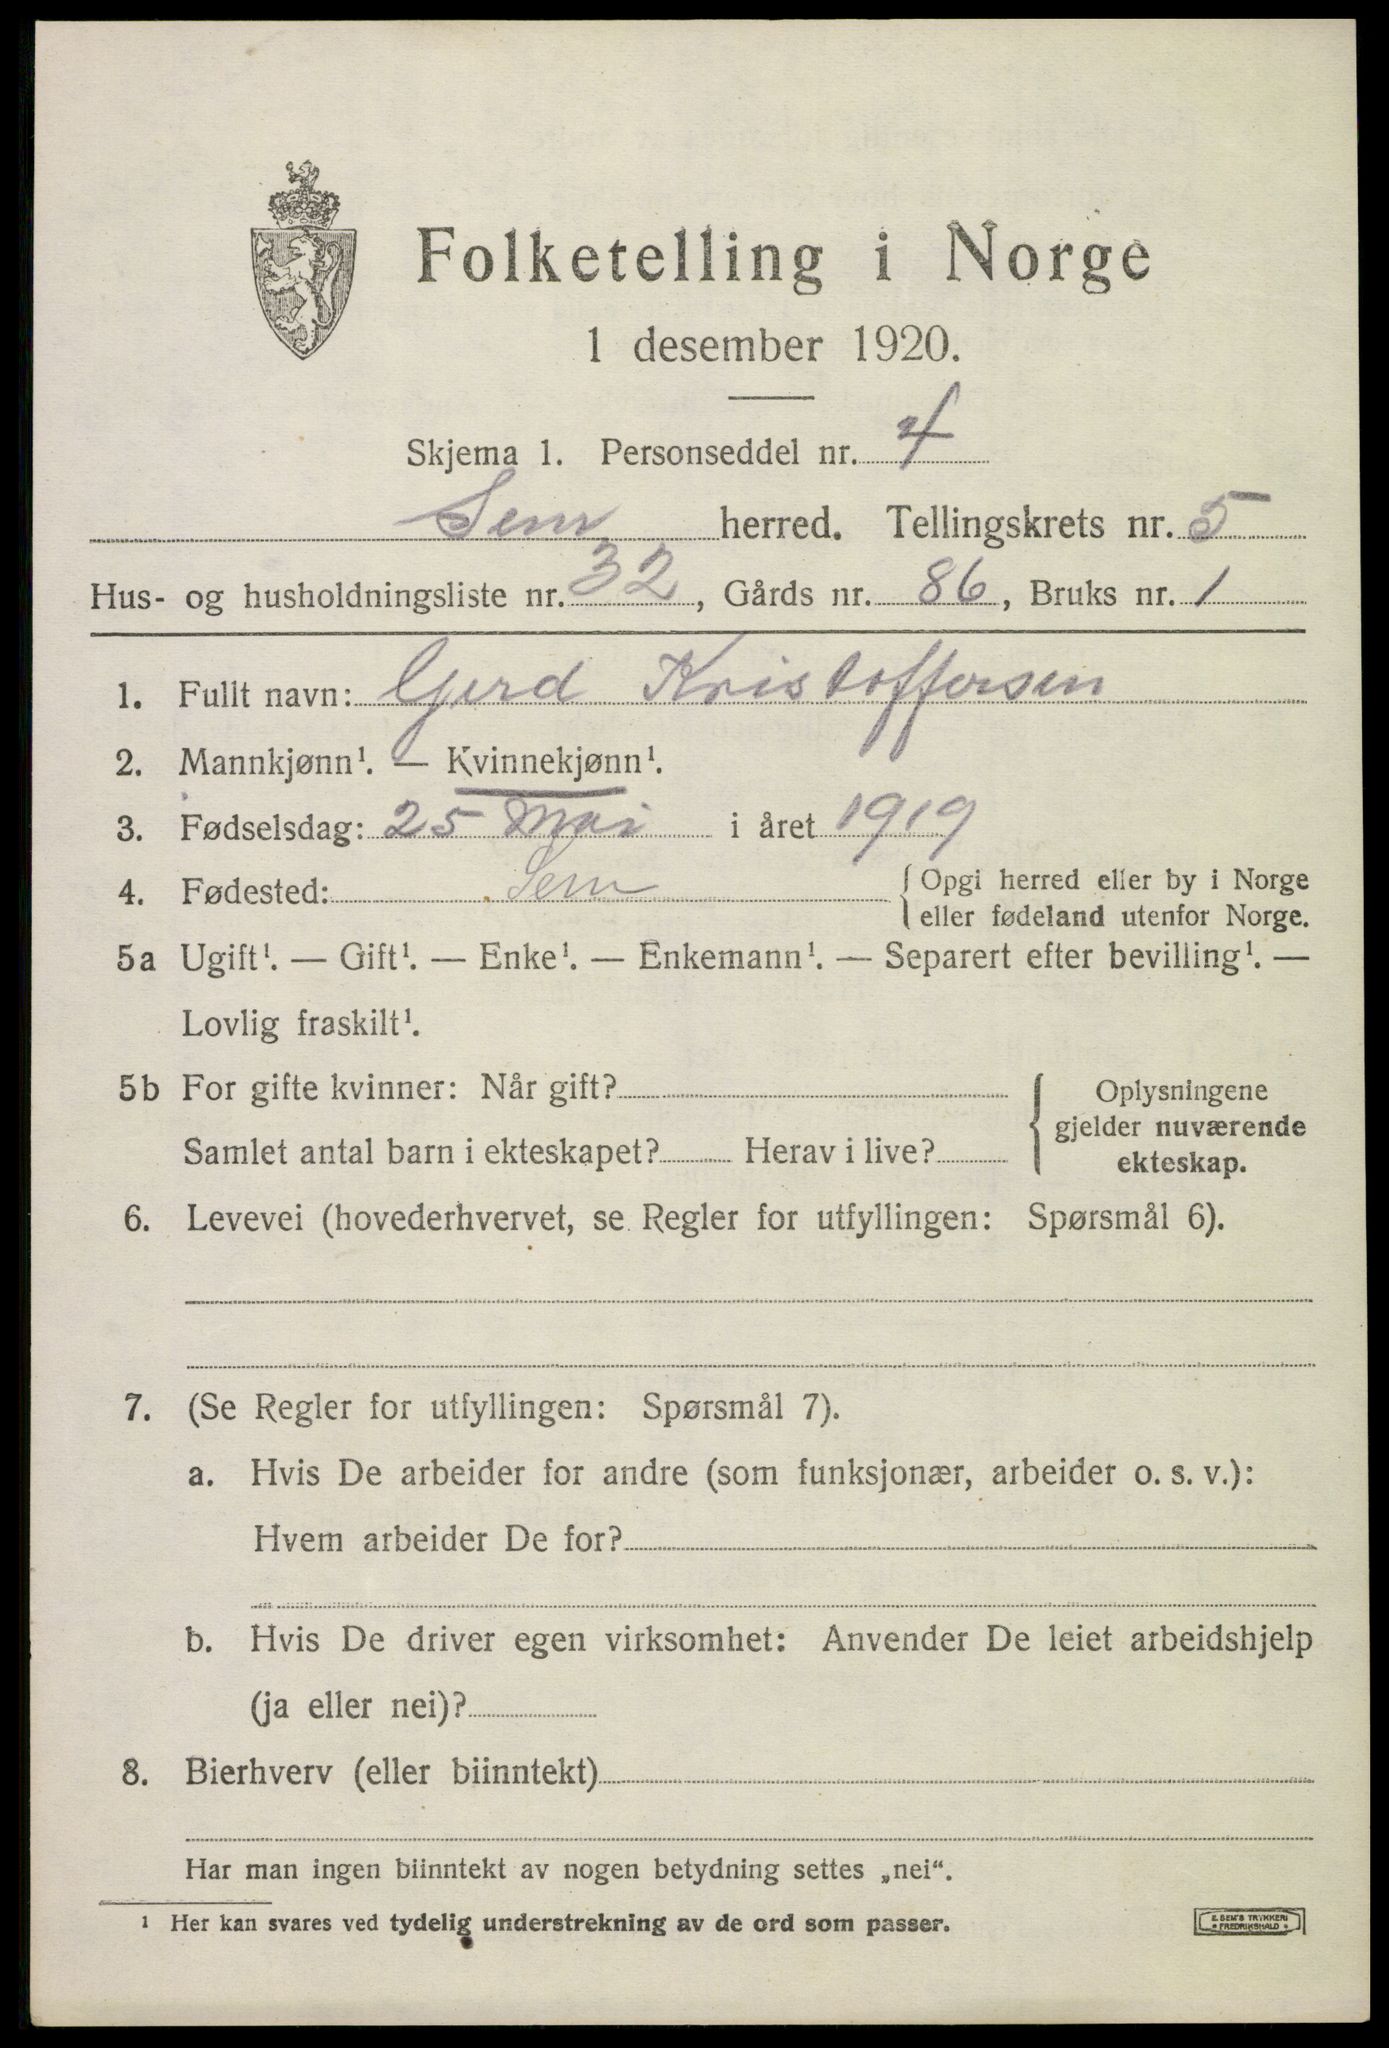 Folketelling i Norge
1 desember 1920.
Skjema 1. Personseddel nr. 4
Sem herred. Tellingskrets nr. 5
Hus- og husholdningsliste nr. 32, Gårds nr. 86, Bruks nr. 1
1. Fullt navn: Gerd Kristoffersen
2. Mannkjønn¹. — Kvinnekjønn¹.
3. Fødselsdag: 25 Mai i året 1919
4. Fødested: Sem {Opgi herred eller by i Norge
eller fødeland utenfor Norge.
5a Ugift¹. — Gift¹. — Enke¹. — Enkemann¹. — Separert efter bevilling¹. —
Lovlig fraskilt¹.
5b For gifte kvinner: Når gift? { Oplysningene
gjelder nuværende
Samlet antal barn i ekteskapet? Herav i live?
ekteskap.
6. Levevei (hovederhvervet, se Regler for utfyllingen: Spørsmål 6).
7. (Se Regler for utfyllingen: Spørsmål 7).
a. Hvis De arbeider for andre (som funksjonær, arbeider o. s. v.):
Hvem arbeider De for?
b. Hvis De driver egen virksomhet: Anvender De leiet arbeidshjelp
(ja eller nei)?
8. Bierhverv (eller biinntekt)
Har man ingen biinntekt av nogen betydning settes „nei“.
¹ Her kan svares ved tydelig understrekning av de ord som passer.
E. SEM'S TRYKKERI
* FREDRIKSHALD *